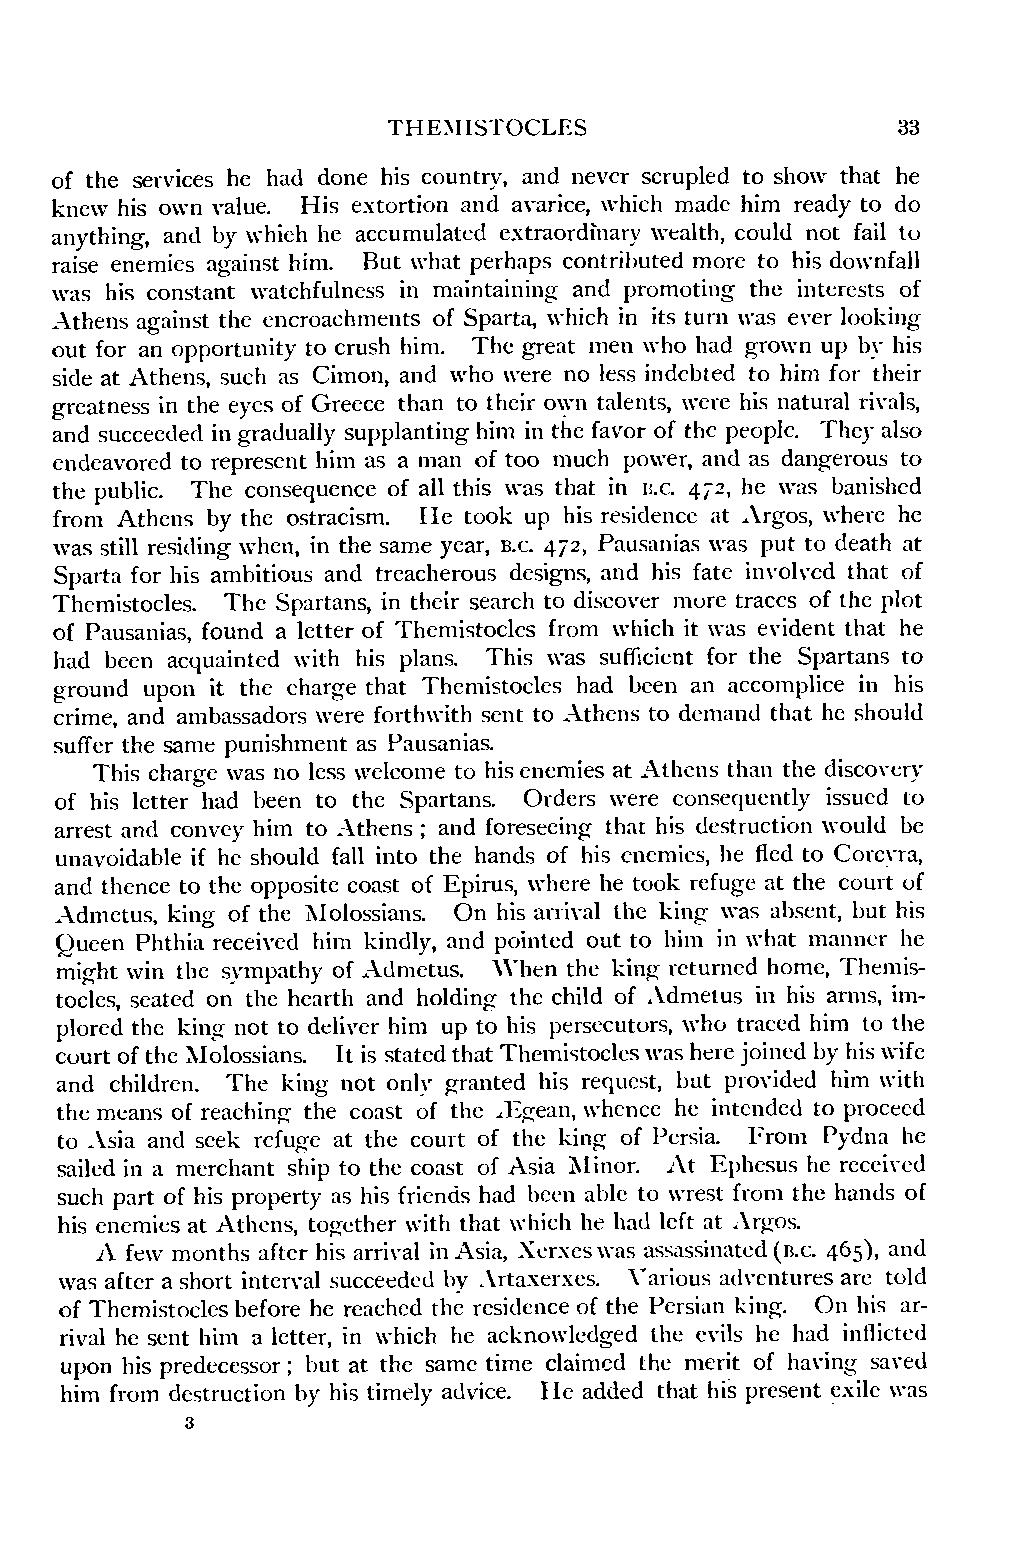 THEMISTOCLES 33
of the services he had done his country, and never scrupled to show that he
knew his own value. His extortion and avarice, which made him ready to do
anything, and by which he accumulated extraordinary wealth, could not fail to
raise enemies against him. But what perhaps contributed more to his downfall
was his constant watchfulness in maintaining and promoting the interests of
Athens against the encroachments of Sparta, which in its turn was ever looking
out for an opportunity to crush him. The great men who had grown up by his
side at Athens, such as Cimon, and who were no less indebted to him for their
greatness in the eyes of Greece than to their own talents, were his natural rivals,
and succeeded in gradually supplanting him in the favor of the people. They also
endeavored to represent him as a man of too much power, and as dangerous to
the public. The consequence of all this was that in B.C. 472, he was banished
from Athens by the ostracism. He took up his residence at Argos, where he
was still residing when, in the same year, B.C. 472, Pausanias was put to death at
Sparta for his ambitious and treacherous designs, and his fate involved that of
Themistocles. The Spartans, in their search to discover more traces of the plot
of Pausanias, found a letter of Themistocles from which it was evident that he
had been acquainted with his plans. This was sufficient for the Spartans to
ground upon it the charge that Themistocles had been an accomplice in his
crime, and ambassadors were forthwith sent to Athens to demand that he should
suffer the same punishment as Pausanias.
This charge was no less welcome to his enemies at Athens than the discovery
of his letter had been to the Spartans. Orders were consequently issued to
arrest and convey him to Athens ; and foreseeing that his destruction would be
unavoidable if he should fall into the hands of his enemies, he fled to Corcyra,
and thence to the opposite coast of Epirus, where he took refuge at the court of
Admetus, king of the Molossians. On his arrival the king was absent, but his
Queen Phthia received him kindly, and pointed out to him in what manner he
might win the sympathy of Admetus. When the king returned home, Themis-
tocles, seated on the hearth and holding the child of Admetus in his arms, im-
plored the king not to deliver him up to his persecutors, who traced him to the
court of the Molossians. It is stated that Themistocles was here joined by his wife
and children. The king not only granted his request, but provided him with
the means of reaching the coast of the Ægean, whence he intended to proceed
to Asia and seek refuge at the court of the king of Persia. From Pydna he
sailed in a merchant ship to the coast of Asia Minor. At Ephesus he received
such part of his property as his friends had been able to wrest from the hands of
his enemies at Athens, together with that which he had left at Argos.
A few months after his arrival in Asia, Xerxes was assassinated (B.C. 465), and
was after a short interval succeeded by Artaxerxes. Various adventures are told
of Themistocles before he reached the residence of the Persian king. On his ar-
rival he sent him a letter, in which he acknowledged the evils he had inflicted
upon his predecessor ; but at the same time claimed the merit of having saved
him from destruction by his timely advice. He added that his present exile was
3